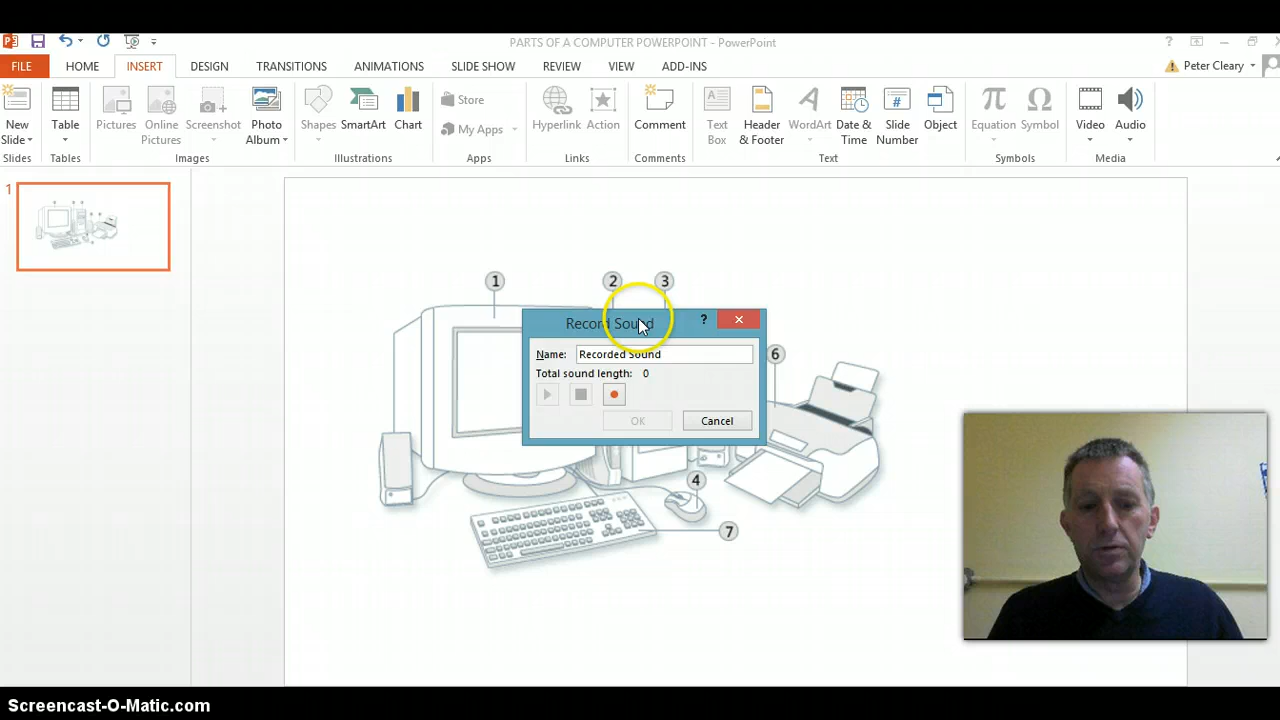 PARTS OF A COMPUTER POWERPOINT - PowerPoint
?
FILE HOME INSERT DESIGN TRANSITIONS ANIMATIONS SLIDE SHOW REVIEW VIEW ADD-INS Peter Cleary
New Slide
Table
Pictures
Online Pictures
Screenshot
Photo Album
Shapes
SmartArt
Chart
Store
My Apps
Hyperlink
Action
Comment
Text Box
Header & Footer
WordArt
Date & Time
Slide Number
Object
Equation
Symbol
Video
Audio
Slides Tables Images Illustrations Apps Links Comments Text Symbols Media
1
1
2
3
Record Sound
?
Name: Recorded Sound
Total sound length: 0
OK Cancel
6
4
7
Screencast-O-Matic.com